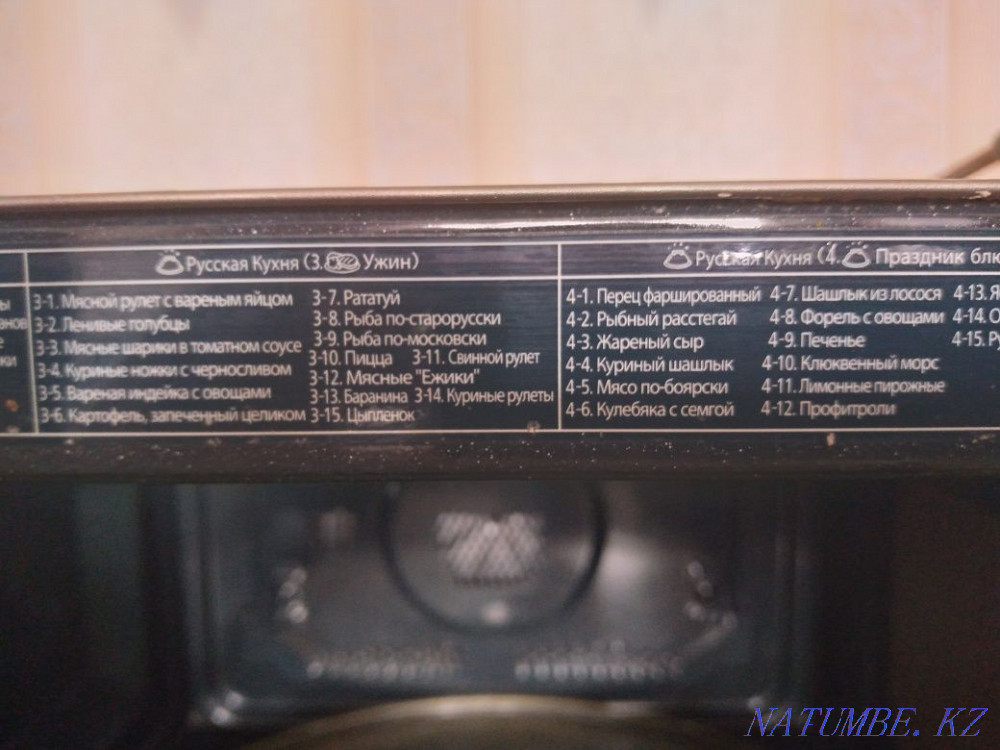 Русская Кухня (3. Ужин)
3-1. Мясной рулет с вареным яйцом
3-2. Ленивые голубцы
3-3. Мясные шарики в томатном соусе
3-4. Куриные ножки с черносливом
3-5. Вареная индейка с овощами
3-6. Картофель, запеченный целиком
3-7. Рататуй
3-8. Рыба по-старорусски
3-9. Рыба по-московски
3-10. Пицца 3-11. Свинной рулет
3-12. Мясные "Ежики"
3-13. Баранина 3-14. Куриные рулеты
3-15. Цыпленок
Русская Кухня (4. Праздник блю
4-1. Перец фаршированный
4-2. Рыбный расстегай
4-3. Жареный сыр
4-4. Куриный шашлык
4-5. Мясо по-боярски
4-6. Кулебяка с семгой
4-7. Шашлык из лосося
4-8. Форель с овощами
4-9. Печенье
4-10. Клюквенный морс
4-11. Лимонные пирожные
4-12. Профитроли
4-13. Я
4-14. О
4-15. Ру
NATUMBE. KZ